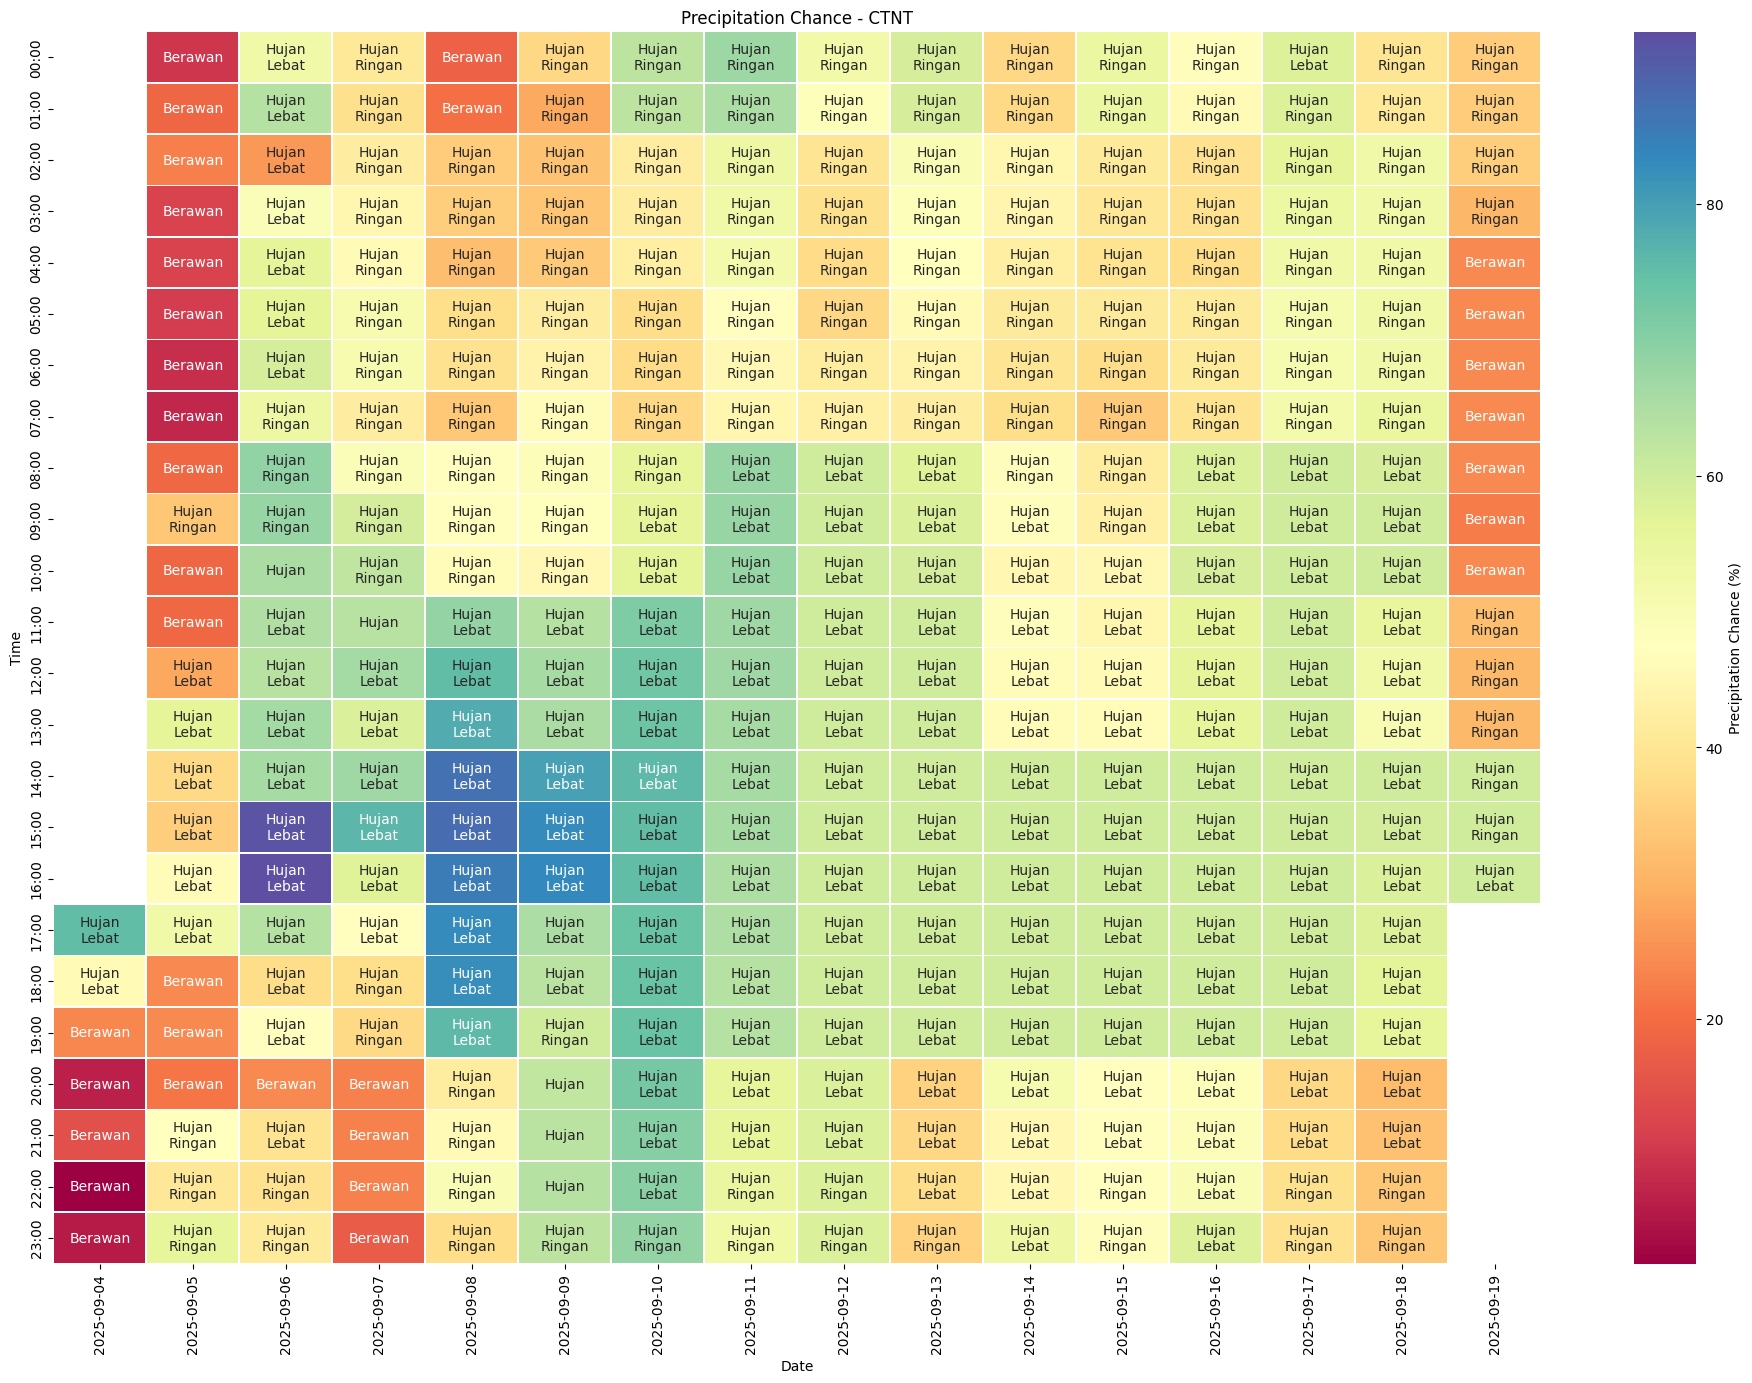 Precipitation Chance - CTNT
00:00 Berawan Hujan Lebat Hujan Ringan Berawan Hujan Ringan Hujan Ringan Hujan Ringan Hujan Ringan Hujan Ringan Hujan Ringan Hujan Ringan Hujan Ringan Hujan Lebat Hujan Ringan Hujan Ringan
01:00 Berawan Hujan Lebat Hujan Ringan Berawan Hujan Ringan Hujan Ringan Hujan Ringan Hujan Ringan Hujan Ringan Hujan Ringan Hujan Ringan Hujan Ringan Hujan Ringan Hujan Ringan Hujan Ringan
02:00 Berawan Hujan Lebat Hujan Ringan Hujan Ringan Hujan Ringan Hujan Ringan Hujan Ringan Hujan Ringan Hujan Ringan Hujan Ringan Hujan Ringan Hujan Ringan Hujan Ringan Hujan Ringan Hujan Ringan
03:00 Berawan Hujan Lebat Hujan Ringan Hujan Ringan Hujan Ringan Hujan Ringan Hujan Ringan Hujan Ringan Hujan Ringan Hujan Ringan Hujan Ringan Hujan Ringan Hujan Ringan Hujan Ringan Hujan Ringan
04:00 Berawan Hujan Lebat Hujan Ringan Hujan Ringan Hujan Ringan Hujan Ringan Hujan Ringan Hujan Ringan Hujan Ringan Hujan Ringan Hujan Ringan Hujan Ringan Hujan Ringan Hujan Ringan Berawan
05:00 Berawan Hujan Lebat Hujan Ringan Hujan Ringan Hujan Ringan Hujan Ringan Hujan Ringan Hujan Ringan Hujan Ringan Hujan Ringan Hujan Ringan Hujan Ringan Hujan Ringan Hujan Ringan Berawan
06:00 Berawan Hujan Lebat Hujan Ringan Hujan Ringan Hujan Ringan Hujan Ringan Hujan Ringan Hujan Ringan Hujan Ringan Hujan Ringan Hujan Ringan Hujan Ringan Hujan Ringan Hujan Ringan Berawan
07:00 Berawan Hujan Ringan Hujan Ringan Hujan Ringan Hujan Ringan Hujan Ringan Hujan Ringan Hujan Ringan Hujan Ringan Hujan Ringan Hujan Ringan Hujan Ringan Hujan Ringan Hujan Ringan Berawan
08:00 Berawan Hujan Ringan Hujan Ringan Hujan Ringan Hujan Ringan Hujan Ringan Hujan Lebat Hujan Lebat Hujan Lebat Hujan Ringan Hujan Ringan Hujan Lebat Hujan Lebat Hujan Lebat Berawan
09:00 Hujan Ringan Hujan Ringan Hujan Ringan Hujan Ringan Hujan Ringan Hujan Lebat Hujan Lebat Hujan Lebat Hujan Lebat Hujan Lebat Hujan Ringan Hujan Lebat Hujan Lebat Hujan Lebat Berawan
10:00 Berawan Hujan Hujan Ringan Hujan Ringan Hujan Ringan Hujan Lebat Hujan Lebat Hujan Lebat Hujan Lebat Hujan Lebat Hujan Lebat Hujan Lebat Hujan Lebat Hujan Lebat Berawan
11:00 Berawan Hujan Lebat Hujan Hujan Lebat Hujan Lebat Hujan Lebat Hujan Lebat Hujan Lebat Hujan Lebat Hujan Lebat Hujan Lebat Hujan Lebat Hujan Lebat Hujan Lebat Hujan Ringan
12:00 Hujan Lebat Hujan Lebat Hujan Lebat Hujan Lebat Hujan Lebat Hujan Lebat Hujan Lebat Hujan Lebat Hujan Lebat Hujan Lebat Hujan Lebat Hujan Lebat Hujan Lebat Hujan Lebat Hujan Ringan
13:00 Hujan Lebat Hujan Lebat Hujan Lebat Hujan Lebat Hujan Lebat Hujan Lebat Hujan Lebat Hujan Lebat Hujan Lebat Hujan Lebat Hujan Lebat Hujan Lebat Hujan Lebat Hujan Lebat Hujan Ringan
14:00 Hujan Lebat Hujan Lebat Hujan Lebat Hujan Lebat Hujan Lebat Hujan Lebat Hujan Lebat Hujan Lebat Hujan Lebat Hujan Lebat Hujan Lebat Hujan Lebat Hujan Lebat Hujan Lebat Hujan Ringan
15:00 Hujan Lebat Hujan Lebat Hujan Lebat Hujan Lebat Hujan Lebat Hujan Lebat Hujan Lebat Hujan Lebat Hujan Lebat Hujan Lebat Hujan Lebat Hujan Lebat Hujan Lebat Hujan Lebat Hujan Ringan
16:00 Hujan Lebat Hujan Lebat Hujan Lebat Hujan Lebat Hujan Lebat Hujan Lebat Hujan Lebat Hujan Lebat Hujan Lebat Hujan Lebat Hujan Lebat Hujan Lebat Hujan Lebat Hujan Lebat Hujan Lebat
17:00 Hujan Lebat Hujan Lebat Hujan Lebat Hujan Lebat Hujan Lebat Hujan Lebat Hujan Lebat Hujan Lebat Hujan Lebat Hujan Lebat Hujan Lebat Hujan Lebat Hujan Lebat Hujan Lebat Hujan Lebat
18:00 Hujan Lebat Berawan Hujan Lebat Hujan Ringan Hujan Lebat Hujan Lebat Hujan Lebat Hujan Lebat Hujan Lebat Hujan Lebat Hujan Lebat Hujan Lebat Hujan Lebat Hujan Lebat Hujan Lebat
19:00 Berawan Berawan Hujan Lebat Hujan Ringan Hujan Lebat Hujan Ringan Hujan Lebat Hujan Lebat Hujan Lebat Hujan Lebat Hujan Lebat Hujan Lebat Hujan Lebat Hujan Lebat Hujan Lebat
20:00 Berawan Berawan Berawan Berawan Hujan Ringan Hujan Hujan Lebat Hujan Lebat Hujan Lebat Hujan Lebat Hujan Lebat Hujan Lebat Hujan Lebat Hujan Lebat Hujan Lebat
21:00 Berawan Hujan Ringan Hujan Lebat Berawan Hujan Ringan Hujan Hujan Lebat Hujan Lebat Hujan Lebat Hujan Lebat Hujan Lebat Hujan Lebat Hujan Lebat Hujan Lebat Hujan Lebat
22:00 Berawan Hujan Ringan Hujan Ringan Berawan Hujan Ringan Hujan Hujan Lebat Hujan Ringan Hujan Ringan Hujan Lebat Hujan Lebat Hujan Ringan Hujan Lebat Hujan Ringan Hujan Ringan
23:00 Berawan Hujan Ringan Hujan Ringan Berawan Hujan Ringan Hujan Ringan Hujan Ringan Hujan Ringan Hujan Ringan Hujan Ringan Hujan Lebat Hujan Ringan Hujan Lebat Hujan Ringan Hujan Ringan
Time
2025-09-04 2025-09-05 2025-09-06 2025-09-07 2025-09-08 2025-09-09 2025-09-10 2025-09-11 2025-09-12 2025-09-13 2025-09-14 2025-09-15 2025-09-16 2025-09-17 2025-09-18 2025-09-19
Date
80
60
40
20
Precipitation Chance (%)